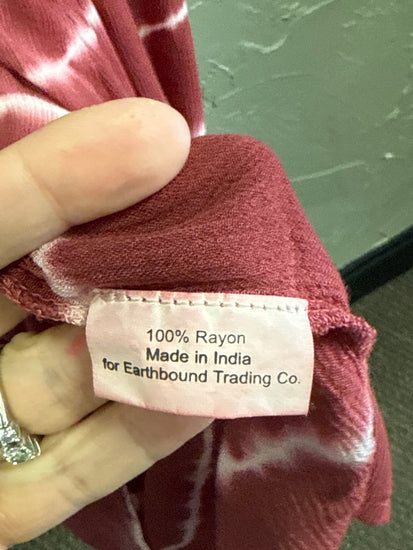 100% Rayon
Made in India
for Earthbound Trading Co.